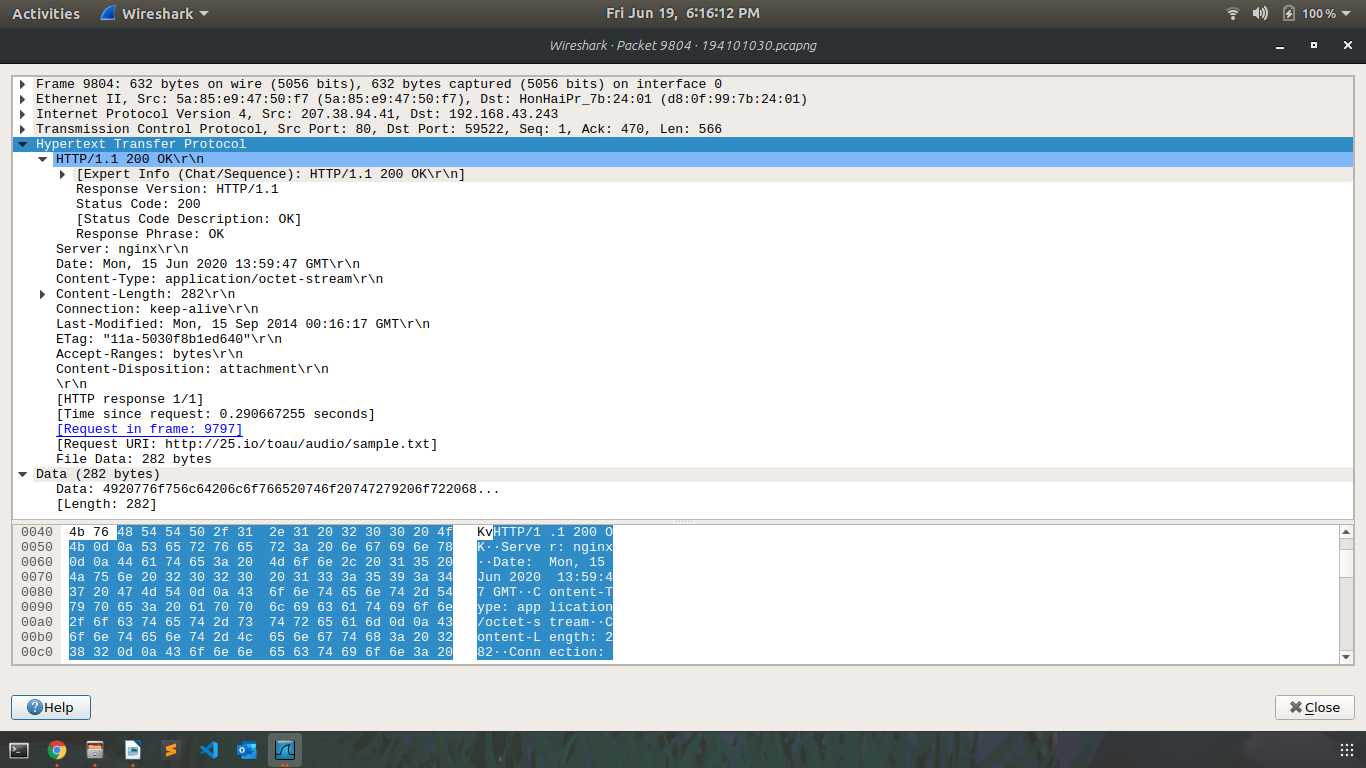 Activities Wireshark Fri Jun 19, 6:16:12 PM 100 %
Wireshark · Packet 9804 · 194101030.pcapng
Frame 9804: 632 bytes on wire (5056 bits), 632 bytes captured (5056 bits) on interface 0
Ethernet II, Src: 5a:85:e9:47:50:f7 (5a:85:e9:47:50:f7), Dst: HonHaiPr_7b:24:01 (d8:0f:99:7b:24:01)
Internet Protocol Version 4, Src: 207.38.94.41, Dst: 192.168.43.243
Transmission Control Protocol, Src Port: 80, Dst Port: 59522, Seq: 1, Ack: 470, Len: 566
Hypertext Transfer Protocol
HTTP/1.1 200 OK\r\n
[Expert Info (Chat/Sequence): HTTP/1.1 200 OK\r\n]
Response Version: HTTP/1.1
Status Code: 200
[Status Code Description: OK]
Response Phrase: OK
Server: nginx\r\n
Date: Mon, 15 Jun 2020 13:59:47 GMT\r\n
Content-Type: application/octet-stream\r\n
Content-Length: 282\r\n
Connection: keep-alive\r\n
Last-Modified: Mon, 15 Sep 2014 00:16:17 GMT\r\n
ETag: "11a-5030f8b1ed640"\r\n
Accept-Ranges: bytes\r\n
Content-Disposition: attachment\r\n
\r\n
[HTTP response 1/1]
[Time since request: 0.290667255 seconds]
[Request in frame: 9797]
[Request URI: http://25.io/toau/audio/sample.txt]
File Data: 282 bytes
Data (282 bytes)
Data: 4920776f756c64206c6f766520746f20747279206f722068...
[Length: 282]
0040 4b 76 48 54 54 50 2f 31 2e 31 20 32 30 30 20 4f KvHTTP/1 .1 200 O
0050 4b 0d 0a 53 65 72 76 65 72 3a 20 6e 67 69 6e 78 K··Serve r: nginx
0060 0d 0a 44 61 74 65 3a 20 4d 6f 6e 2c 20 31 35 20 ··Date: Mon, 15
0070 4a 75 6e 20 32 30 32 30 20 31 33 3a 35 39 3a 34 Jun 2020 13:59:4
0080 37 20 47 4d 54 0d 0a 43 6f 6e 74 65 6e 74 2d 54 7 GMT··C ontent-T
0090 79 70 65 3a 20 61 70 70 6c 69 63 61 74 69 6f 6e ype: app lication
00a0 2f 6f 63 74 65 74 2d 73 74 72 65 61 6d 0d 0a 43 /octet-s tream··C
00b0 6f 6e 74 65 6e 74 2d 4c 65 6e 67 74 68 3a 20 32 ontent-L ength: 2
00c0 38 32 0d 0a 43 6f 6e 6e 65 63 74 69 6f 6e 3a 20 82··Conn ection:
Help Close